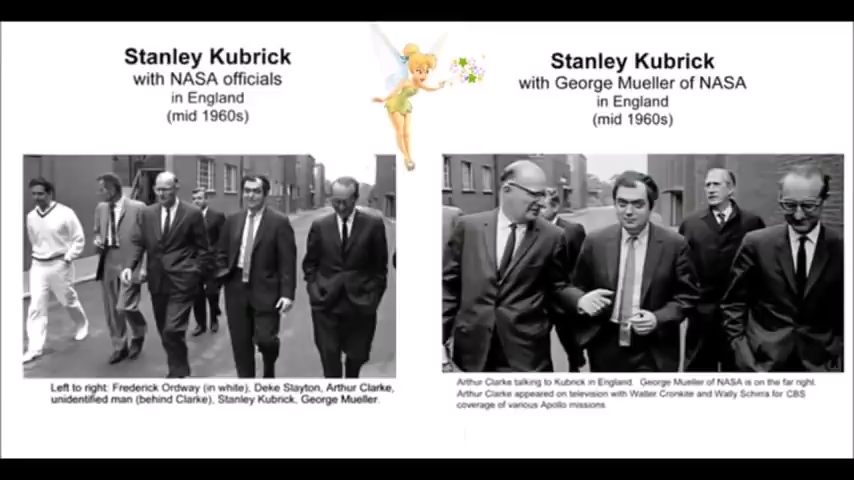 Stanley Kubrick
with NASA officials
in England
(mid 1960s)
Left to right: Frederick Ordway (in white), Deke Slayton, Arthur Clarke,
unidentified man (behind Clarke), Stanley Kubrick, George Mueller.
Stanley Kubrick
with George Mueller of NASA
in England
(mid 1960s)
Arthur Clarke talking to Kubrick in England. George Mueller of NASA is on the far right.
Arthur Clarke appeared on television with Walter Cronkite and Wally Schirra for CBS
coverage of various Apollo missions